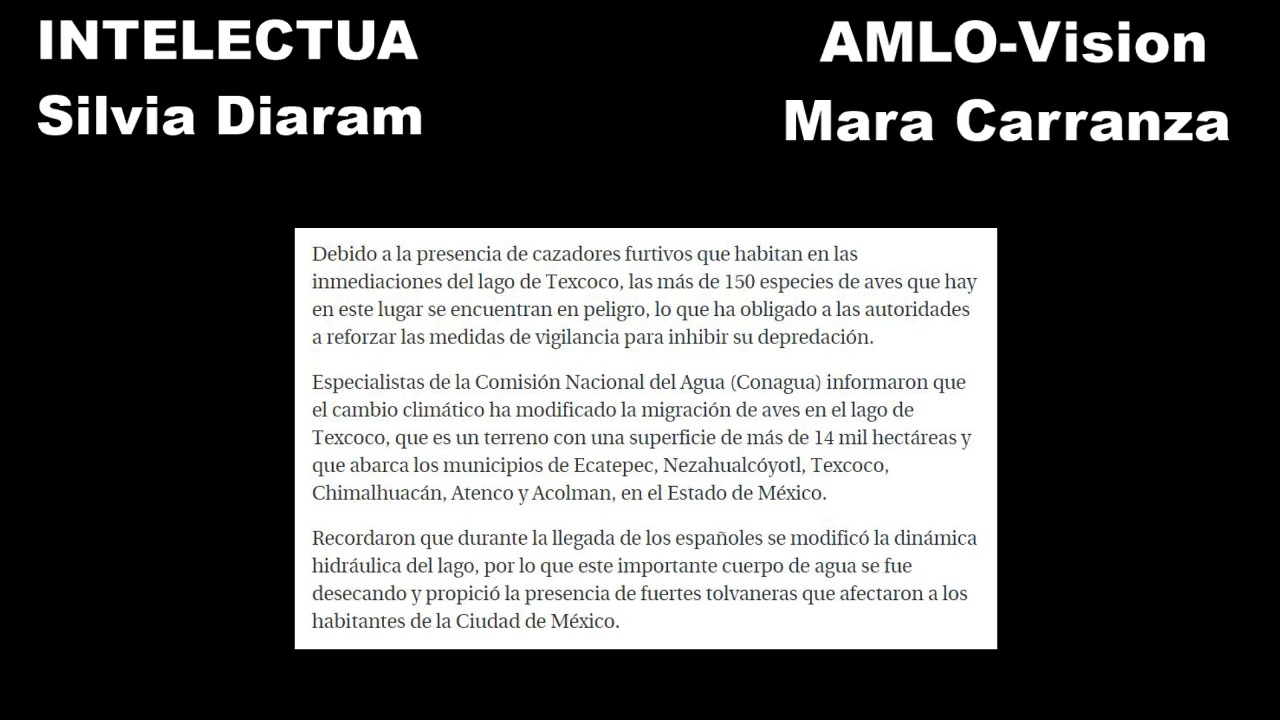 INTELECTUA
Silvia Diaram
AMLO-Vision
Mara Carranza
Debido a la presencia de cazadores furtivos que habitan en las
inmediaciones del lago de Texcoco, las más de 150 especies de aves que hay
en este lugar se encuentran en peligro, lo que ha obligado a las autoridades
a reforzar las medidas de vigilancia para inhibir su depredación.
Especialistas de la Comisión Nacional del Agua (Conagua) informaron que
el cambio climático ha modificado la migración de aves en el lago de
Texcoco, que es un terreno con una superficie de más de 14 mil hectáreas y
que abarca los municipios de Ecatepec, Nezahualcóyotl, Texcoco,
Chimalhuacán, Atenco y Acolman, en el Estado de México.
Recordaron que durante la llegada de los españoles se modificó la dinámica
hidráulica del lago, por lo que este importante cuerpo de agua se fue
desecando y propició la presencia de fuertes tolvaneras que afectaron a los
habitantes de la Ciudad de México.